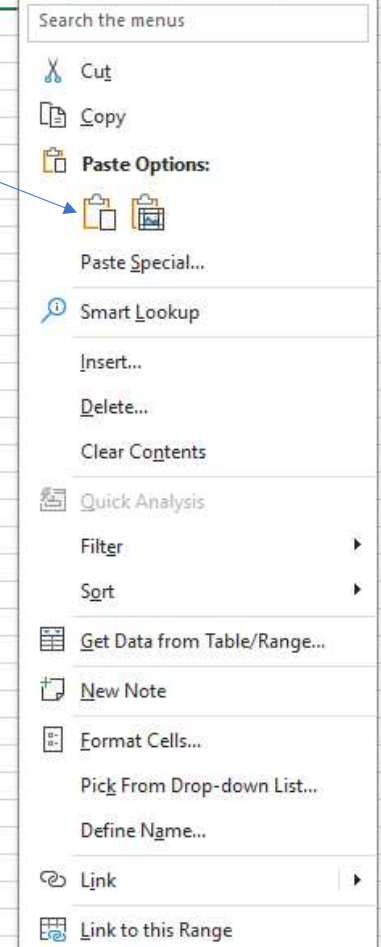 Search the menus
Cut
Copy
Paste Options:
Paste Special...
Smart Lookup
Insert...
Delete...
Clear Contents
Quick Analysis
Filter
Sort
Get Data from Table/Range...
New Note
Format Cells...
Pick From Drop-down List...
Define Name...
Link
Link to this Range